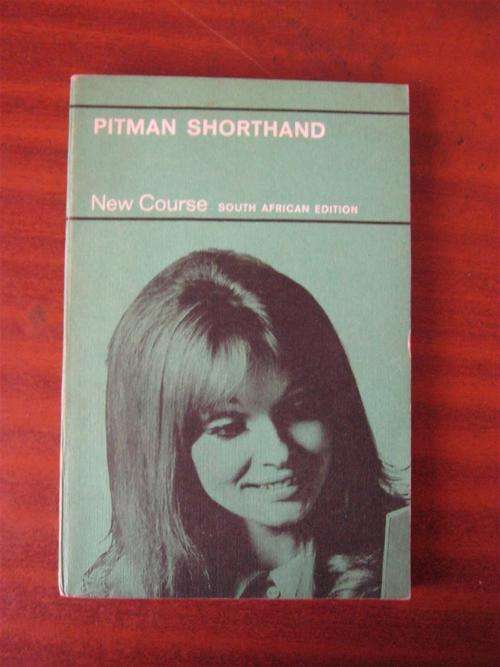 PITMAN SHORTHAND
New Course SOUTH AFRICAN EDITION